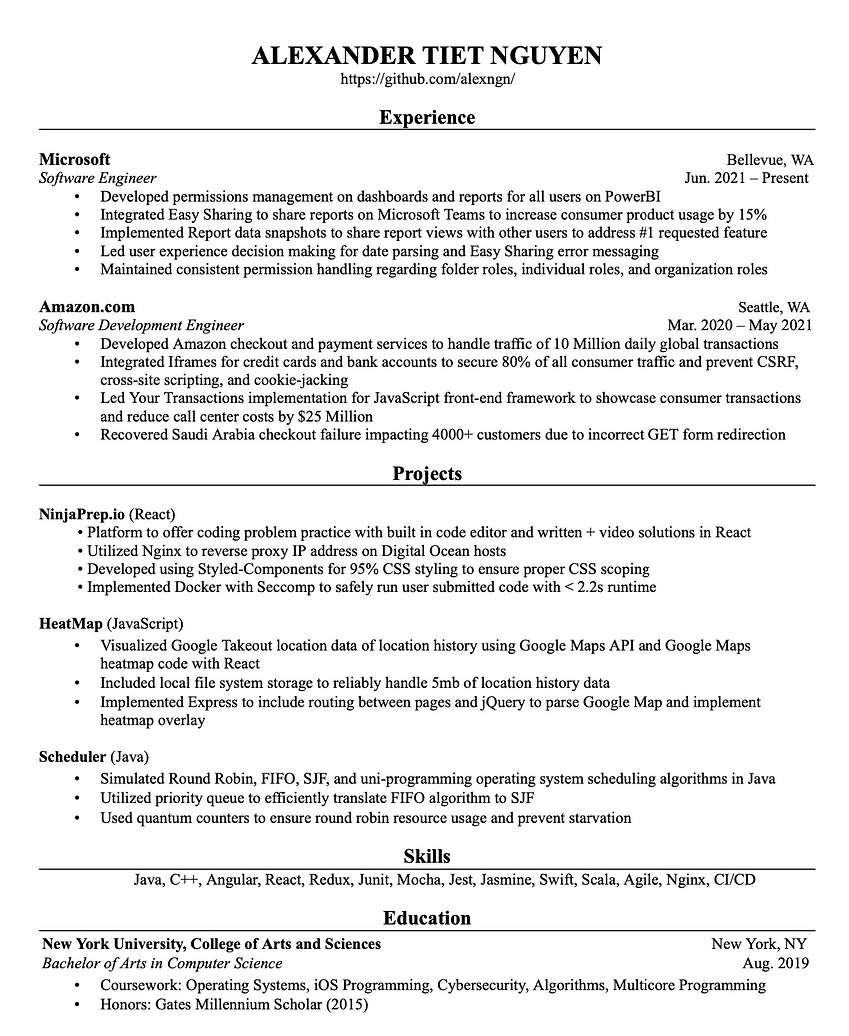 ALEXANDER TIET NGUYEN
https://github.com/alexngn/
Experience
Microsoft Bellevue, WA
Software Engineer Jun. 2021 – Present
• Developed permissions management on dashboards and reports for all users on PowerBI
• Integrated Easy Sharing to share reports on Microsoft Teams to increase consumer product usage by 15%
• Implemented Report data snapshots to share report views with other users to address #1 requested feature
• Led user experience decision making for date parsing and Easy Sharing error messaging
• Maintained consistent permission handling regarding folder roles, individual roles, and organization roles
Amazon.com Seattle, WA
Software Development Engineer Mar. 2020 – May 2021
• Developed Amazon checkout and payment services to handle traffic of 10 Million daily global transactions
• Integrated Iframes for credit cards and bank accounts to secure 80% of all consumer traffic and prevent CSRF,
cross-site scripting, and cookie-jacking
• Led Your Transactions implementation for JavaScript front-end framework to showcase consumer transactions
and reduce call center costs by $25 Million
• Recovered Saudi Arabia checkout failure impacting 4000+ customers due to incorrect GET form redirection
Projects
NinjaPrep.io (React)
• Platform to offer coding problem practice with built in code editor and written + video solutions in React
• Utilized Nginx to reverse proxy IP address on Digital Ocean hosts
• Developed using Styled-Components for 95% CSS styling to ensure proper CSS scoping
• Implemented Docker with Seccomp to safely run user submitted code with < 2.2s runtime
HeatMap (JavaScript)
• Visualized Google Takeout location data of location history using Google Maps API and Google Maps
heatmap code with React
• Included local file system storage to reliably handle 5mb of location history data
• Implemented Express to include routing between pages and jQuery to parse Google Map and implement
heatmap overlay
Scheduler (Java)
• Simulated Round Robin, FIFO, SJF, and uni-programming operating system scheduling algorithms in Java
• Utilized priority queue to efficiently translate FIFO algorithm to SJF
• Used quantum counters to ensure round robin resource usage and prevent starvation
Skills
Java, C++, Angular, React, Redux, Junit, Mocha, Jest, Jasmine, Swift, Scala, Agile, Nginx, CI/CD
Education
New York University, College of Arts and Sciences New York, NY
Bachelor of Arts in Computer Science Aug. 2019
• Coursework: Operating Systems, iOS Programming, Cybersecurity, Algorithms, Multicore Programming
• Honors: Gates Millennium Scholar (2015)